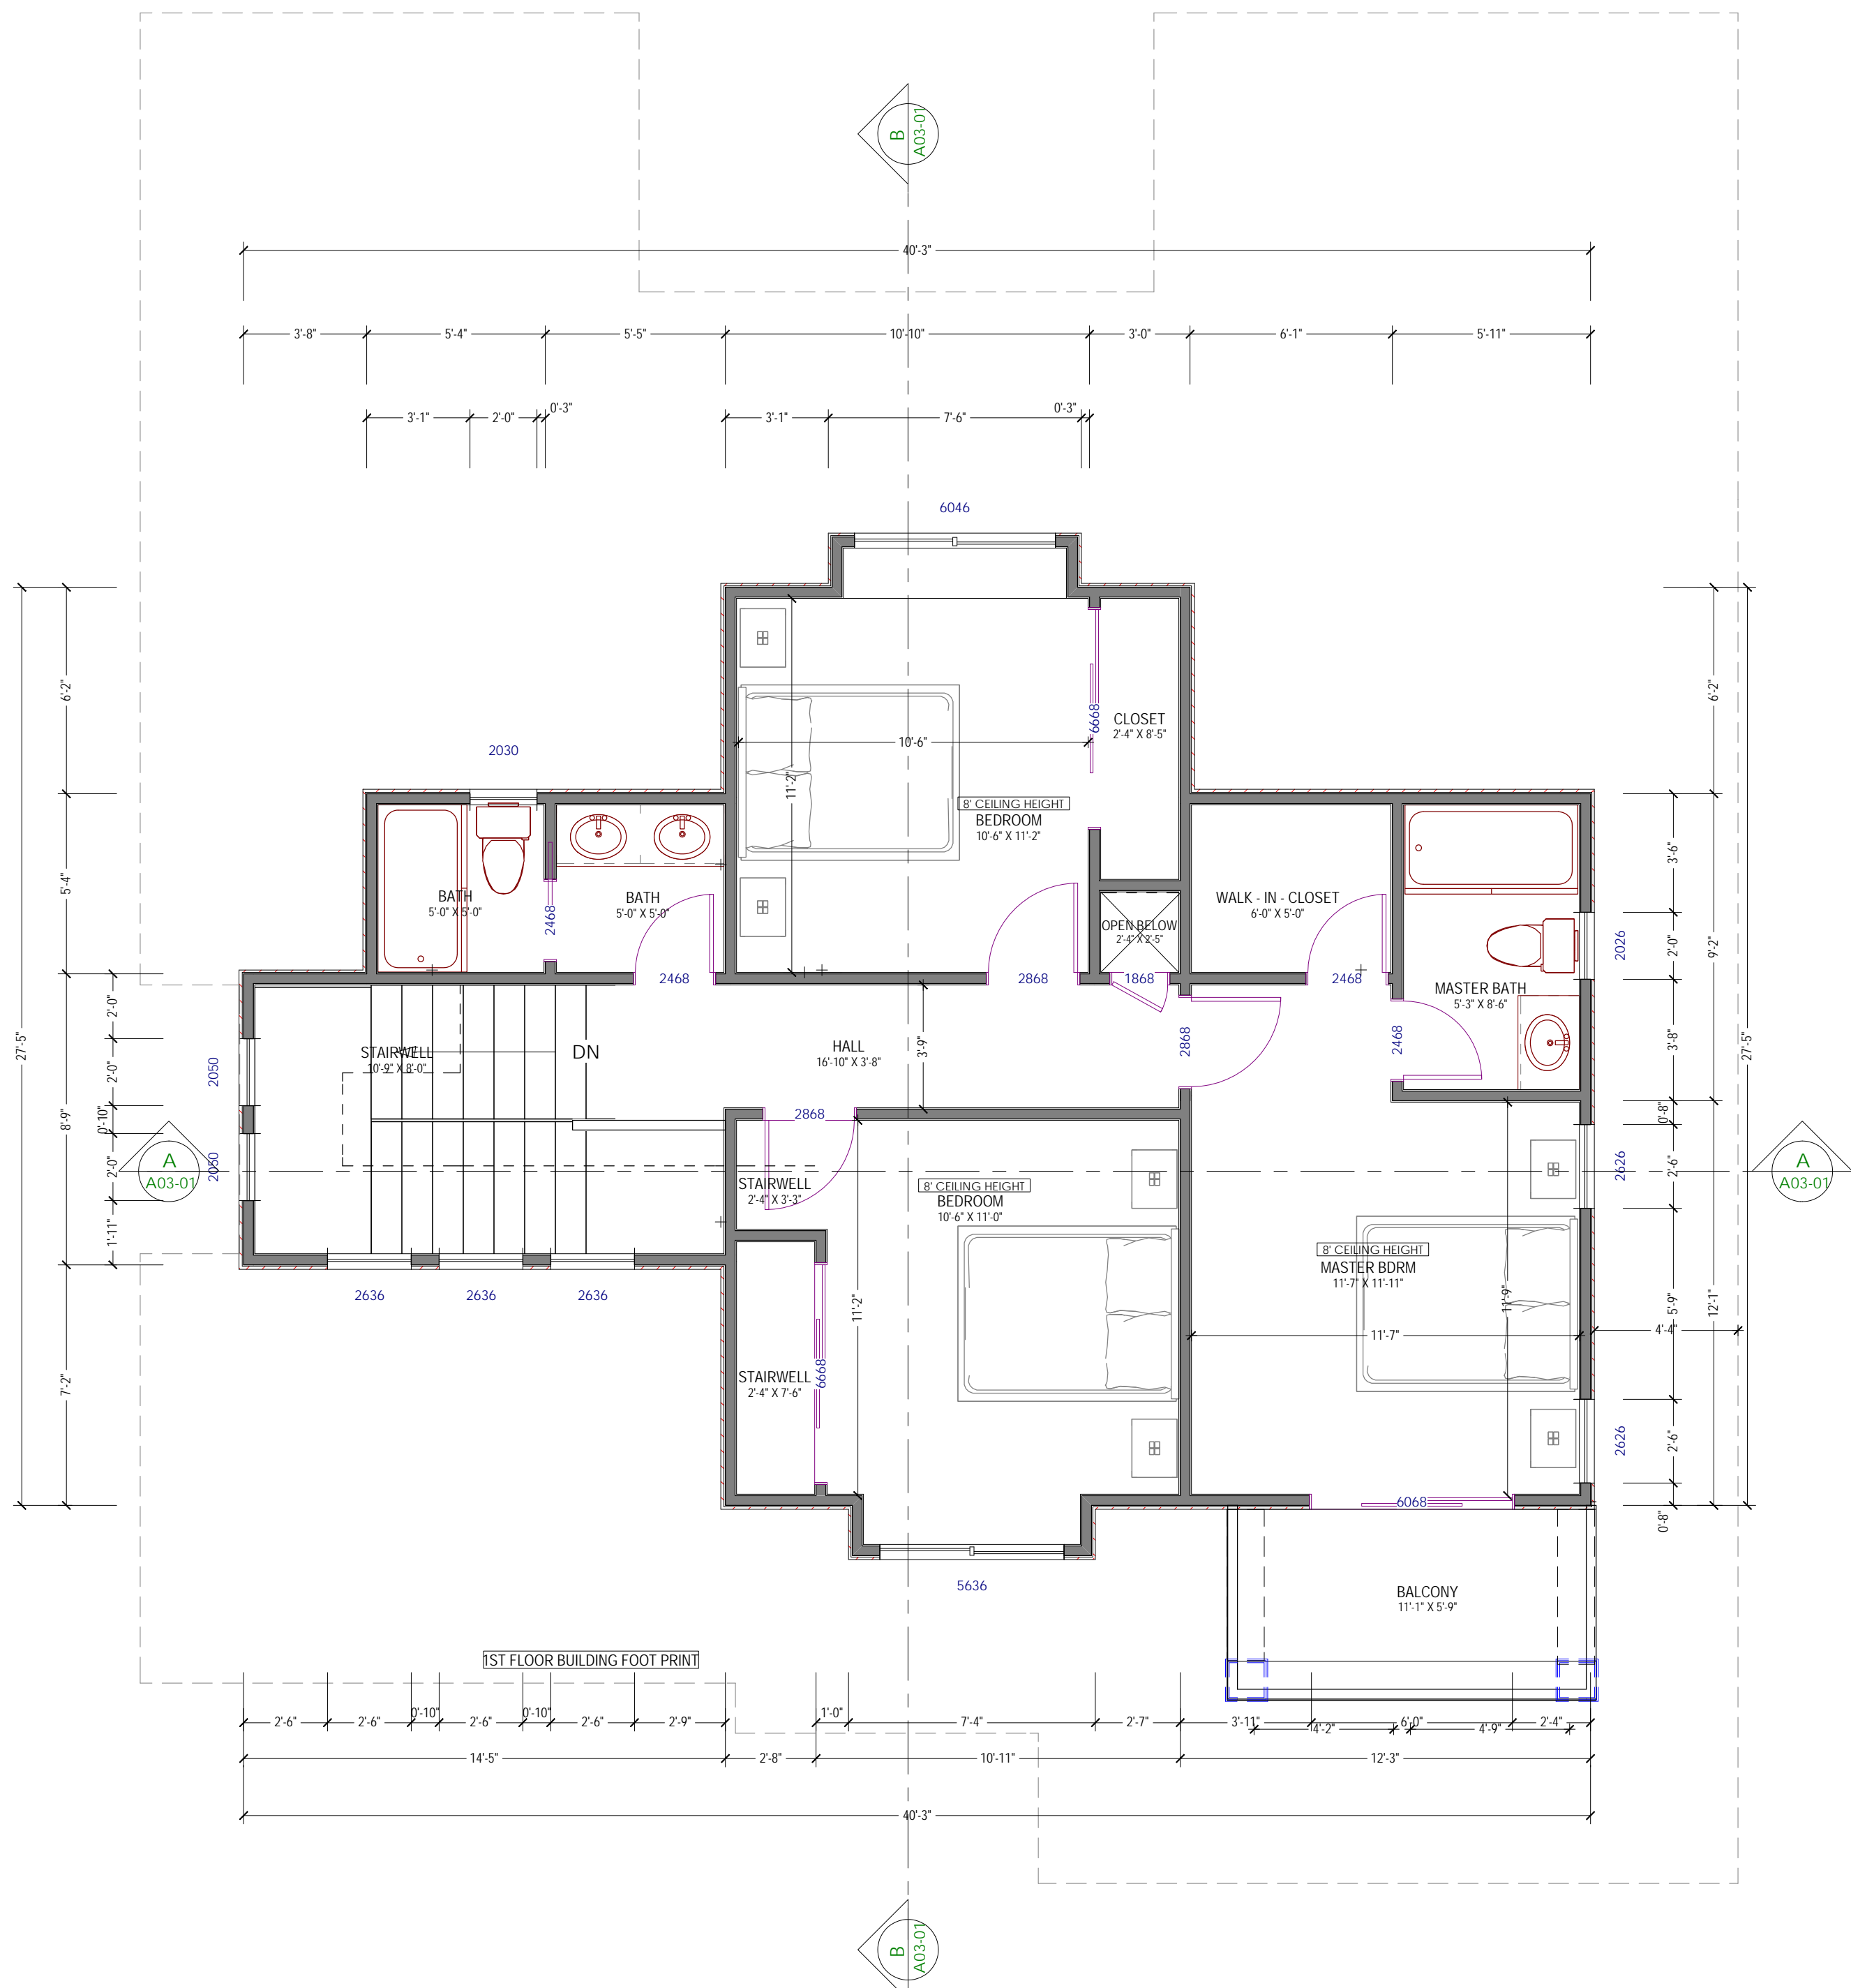 B
A03-01
40'-3"
3'-8"
5'-4"
5'-5"
10'-10"
3'-0"
6'-1"
5'-11"
3'-1"
2'-0"
0'-3"
3'-1"
7'-6"
0'-3"
6046
2030
6'-2"
5'-4"
8'-9"
7'-2"
27'-5"
2'-0"
2'-0"
0'-10"
2'-0"
1'-11"
2050
2050
A
A03-01
BATH
5'-0" X 5'-0"
2468
BATH
5'-0" X 5'-0"
2468
10'-6"
11'-2"
8' CEILING HEIGHT
BEDROOM
10'-6" X 11'-2"
6668
CLOSET
2'-4" X 8'-5"
2868
OPEN BELOW
2'-4" X 2'-5"
1868
WALK - IN - CLOSET
6'-0" X 5'-0"
2468
MASTER BATH
5'-3" X 8'-6"
2468
2868
STAIRWELL
10'-9" X 8'-0"
DN
HALL
16'-10" X 3'-8"
3'-9"
2868
STAIRWELL
2'-4" X 3'-3"
8' CEILING HEIGHT
BEDROOM
10'-6" X 11'-0"
11'-2"
STAIRWELL
2'-4" X 7'-6"
6668
8' CEILING HEIGHT
MASTER BDRM
11'-7" X 11'-11"
11'-9"
11'-7"
6068
2636
2636
2636
5636
BALCONY
11'-1" X 5'-9"
2026
2626
2626
3'-6"
2'-0"
3'-8"
0'-8"
2'-6"
5'-9"
2'-6"
0'-8"
6'-2"
9'-2"
12'-1"
27'-5"
4'-4"
A
A03-01
1ST FLOOR BUILDING FOOT PRINT
2'-6"
2'-6"
0'-10"
2'-6"
0'-10"
2'-6"
2'-9"
1'-0"
7'-4"
2'-7"
3'-11"
6'-0"
2'-4"
4'-2"
4'-9"
14'-5"
2'-8"
10'-11"
12'-3"
40'-3"
B
A03-01